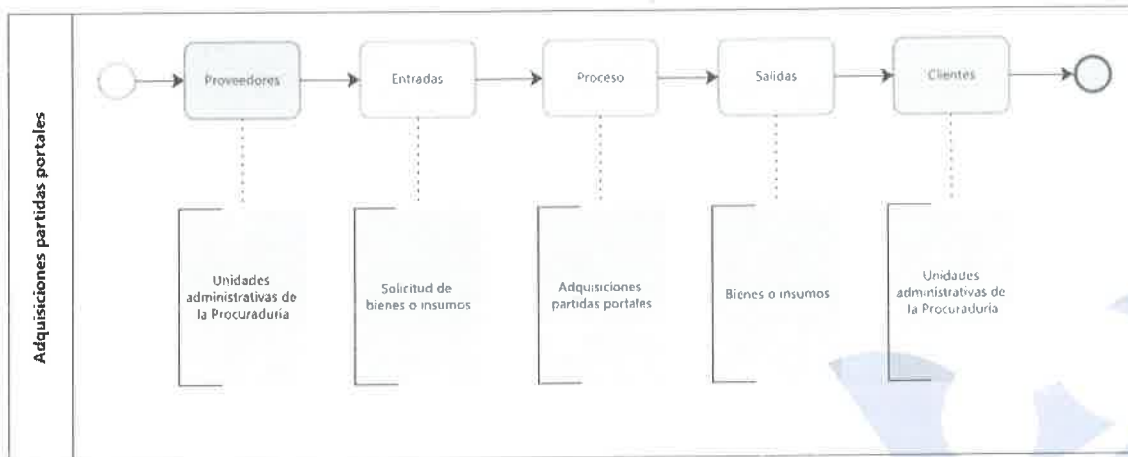 Adquisiciones partidas portales
Proveedores
Entradas
Proceso
Salidas
Clientes
Unidades
administrativas de
la Procuraduría
Solicitud de
bienes o insumos
Adquisiciones
partidas portales
Bienes o insumos
Unidades
administrativas de
la Procuraduría